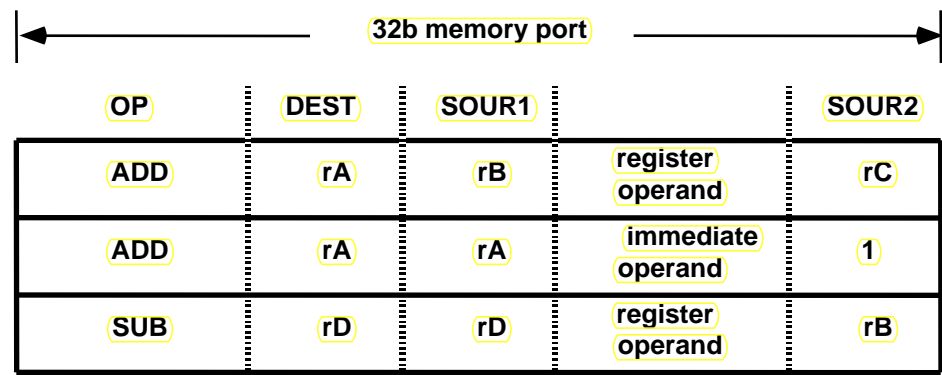 32b memory port
OP DEST SOUR1 SOUR2
ADD rA rB register operand rC
ADD rA rA immediate operand 1
SUB rD rD register operand rB